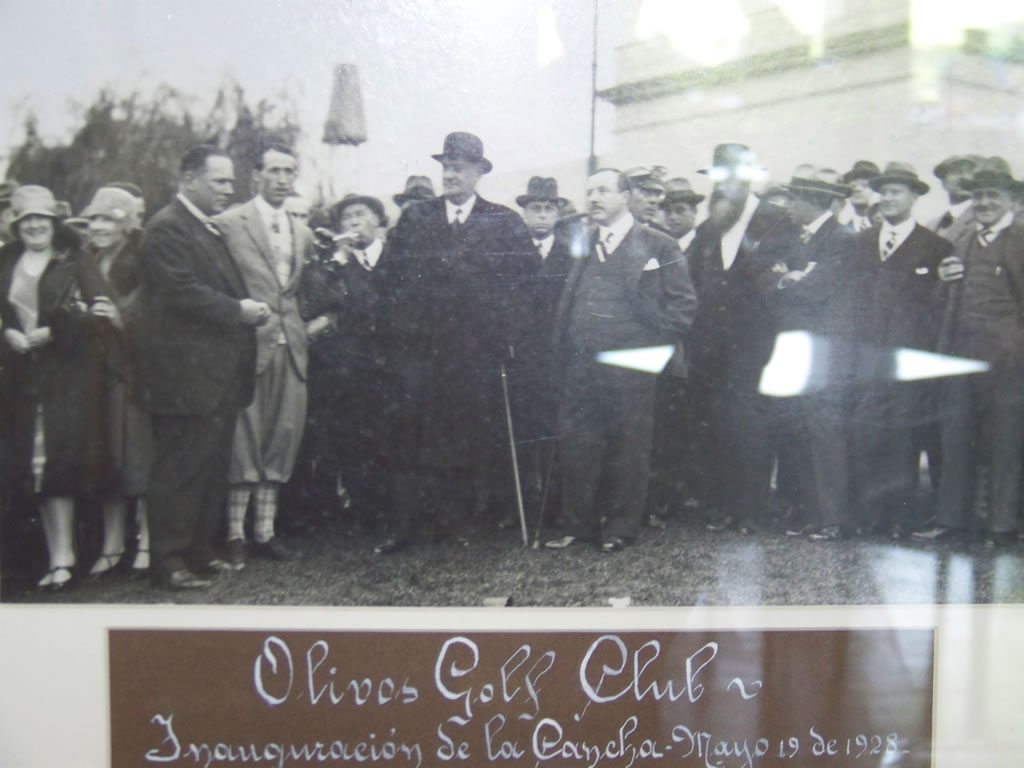 Olivos Golf Club
Inauguración de la Cancha - Mayo 19 de 1928 -